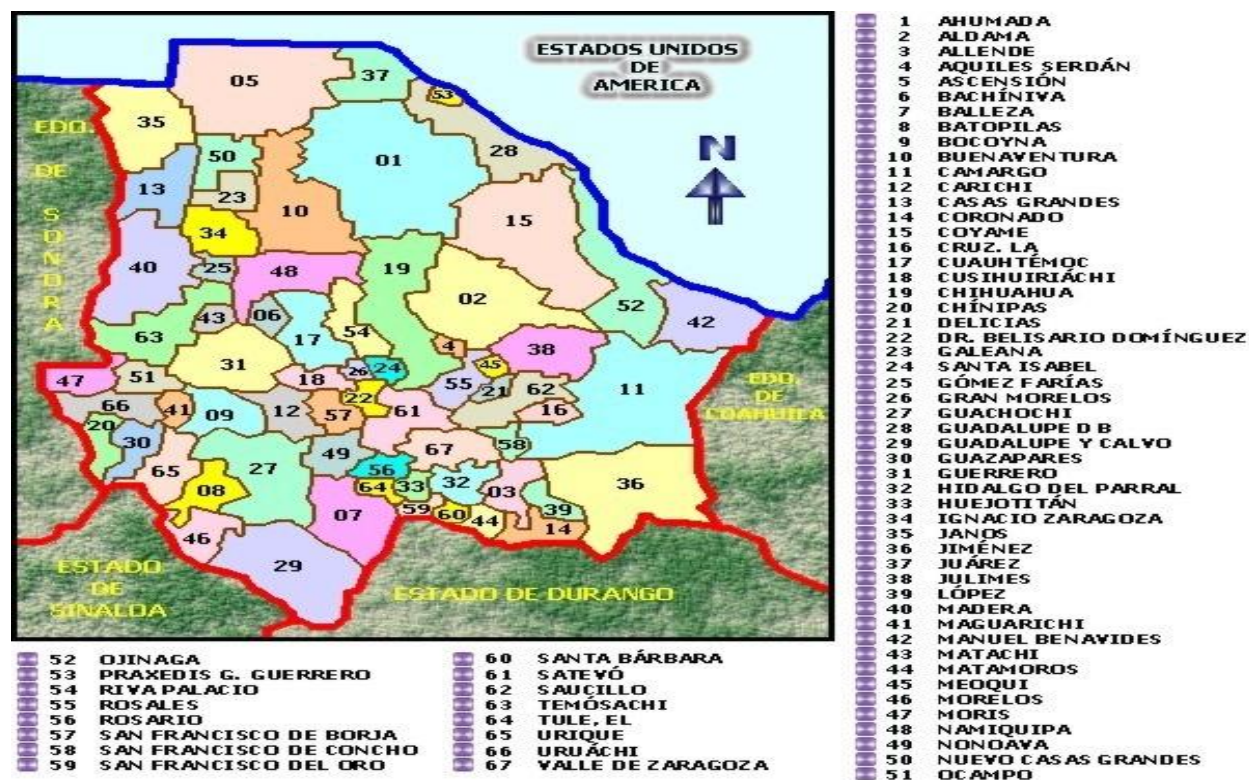 ESTADOS UNIDOS
DE
AMERICA
N
EDO.
DE
SONORA
EDO.
DE
COAHUILA
ESTADO
DE
SINALOA
ESTADO DE DURANGO
05
37
53
35
28
50
01
13
23
10
15
34
40
25
48
19
02
52
42
43
06
63
17
54
4
38
31
26
24
45
11
47
51
18
55
21
62
66
41
09
12
57
22
61
16
20
30
49
67
58
65
27
56
36
08
64
33
32
03
07
59
60
44
39
14
46
29
1 AHUMADA
2 ALDAMA
3 ALLENDE
4 AQUILES SERDÁN
5 ASCENSIÓN
6 BACHÍNIVA
7 BALLEZA
8 BATOPILAS
9 BOCOYNA
10 BUENAVENTURA
11 CAMARGO
12 CARICHI
13 CASAS GRANDES
14 CORONADO
15 COYAME
16 CRUZ. LA
17 CUAUHTÉMOC
18 CUSIHUIRIÁCHI
19 CHIHUAHUA
20 CHÍNIPAS
21 DELICIAS
22 DR. BELISARIO DOMÍNGUEZ
23 GALEANA
24 SANTA ISABEL
25 GÓMEZ FARÍAS
26 GRAN MORELOS
27 GUACHOCHI
28 GUADALUPE D B
29 GUADALUPE Y CALVO
30 GUAZAPARES
31 GUERRERO
32 HIDALGO DEL PARRAL
33 HUEJOTITÁN
34 IGNACIO ZARAGOZA
35 JANOS
36 JIMÉNEZ
37 JUÁREZ
38 JULIMES
39 LÓPEZ
40 MADERA
41 MAGUARICHI
42 MANUEL BENAVIDES
43 MATACHI
44 MATAMOROS
45 MEOQUI
46 MORELOS
47 MORIS
48 NAMIQUIPA
49 NONOAVA
50 NUEVO CASAS GRANDES
51 OCAMPO
52 OJINAGA
53 PRAXEDIS G. GUERRERO
54 RIVA PALACIO
55 ROSALES
56 ROSARIO
57 SAN FRANCISCO DE BORJA
58 SAN FRANCISCO DE CONCHO
59 SAN FRANCISCO DEL ORO
60 SANTA BÁRBARA
61 SATEVÓ
62 SAUCILLO
63 TEMÓSACHI
64 TULE, EL
65 URIQUE
66 URUÁCHI
67 VALLE DE ZARAGOZA